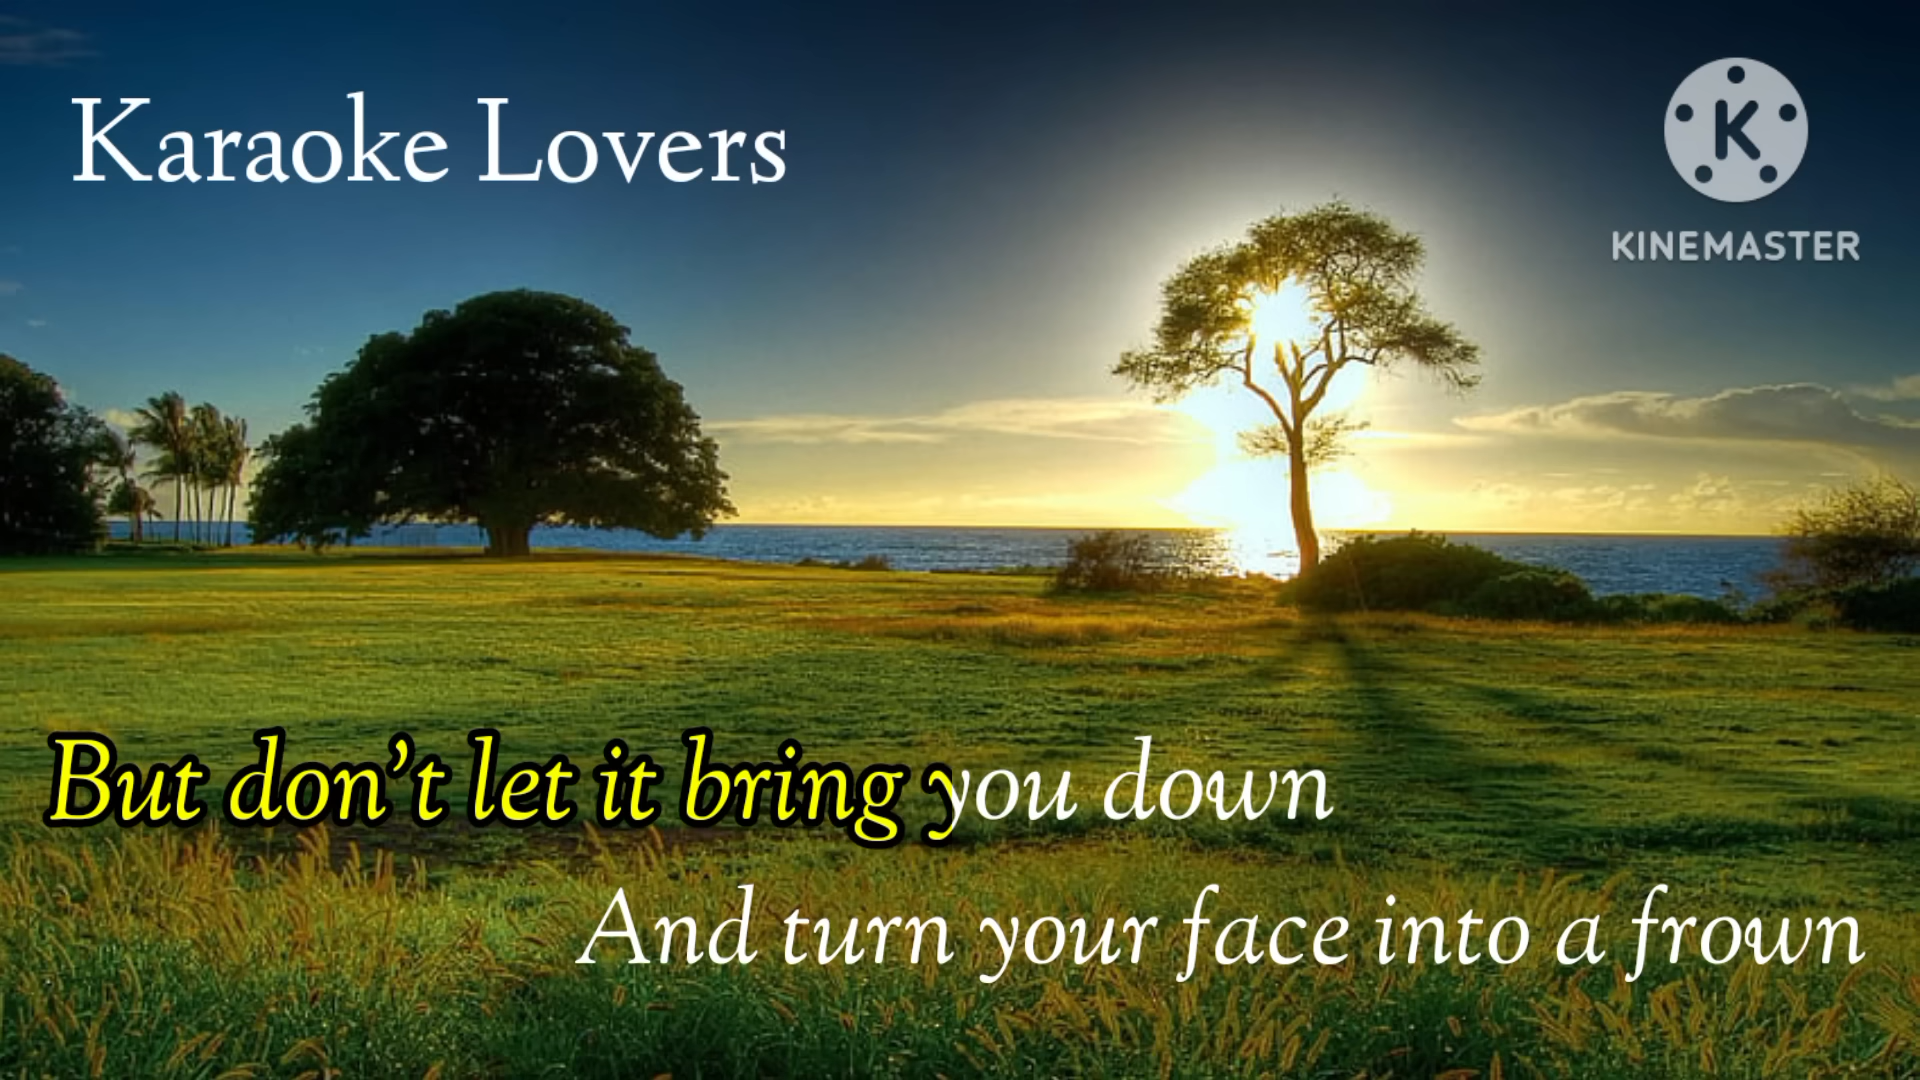 Karaoke Lovers
K
KINEMASTER
But don’t let it bring you down
And turn your face into a frown